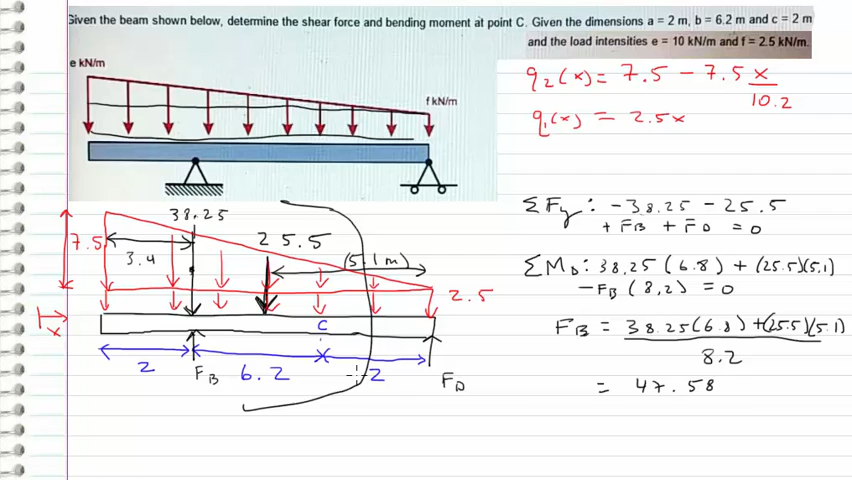 Given the beam shown below, determine the shear force and bending moment at point C. Given the dimensions a = 2 m, b = 6.2 m and c = 2 m
and the load intensities e = 10 kN/m and f = 2.5 kN/m.
e kN/m
f kN/m
q2(x) = 7.5 - 7.5 x/10.2
q1(x) = 2.5x
38.25
7.5
3.4
25.5
(5.1m)
2.5
x
C
2
FB
6.2
2
FD
ΣFy: -38.25 - 25.5
+ FB + FD = 0
ΣMD: 38.25(6.8) + (25.5)(5.1)
-FB(8.2) = 0
FB = 38.25(6.8) + (25.5)(5.1)
8.2
= 47.58